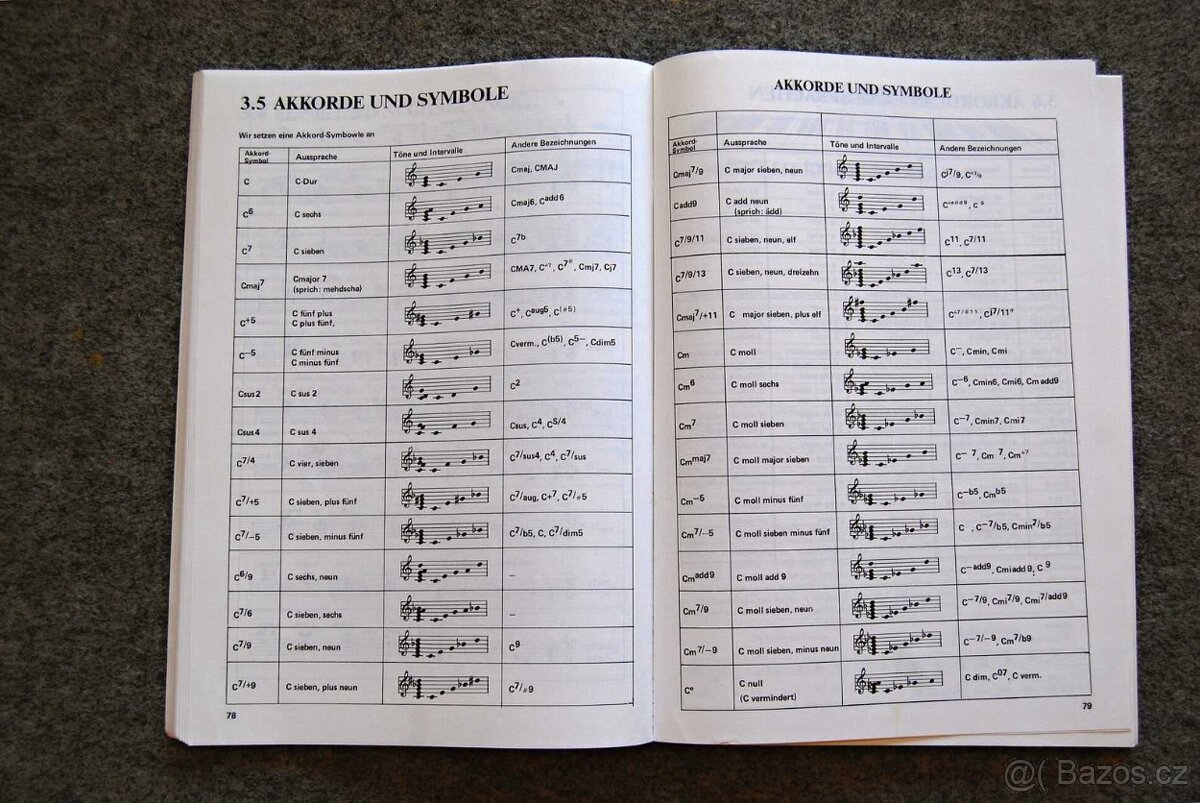 3.5 AKKORDE UND SYMBOLE
Wir setzen eine Akkord-Symbowle an
Akkord-Symbol Aussprache Töne und Intervalle Andere Bezeichnungen
C C-Dur Cmaj, CMAJ
C6 C sechs Cmaj6, Cadd6
C7 C sieben C7b
Cmaj7 Cmajor 7 CMA7, C7#, Cmj7, Cj7
(sprich: mehdscha)
C+5 C fünf plus C+, Caug5, C(#5)
C plus fünf,
C−5 C fünf minus Cverm., C(b5), C5−, Cdim5
C minus fünf
Csus2 C sus 2 C2
Csus4 C sus 4 Csus, C4, CS/4
C7/4 C vier, sieben C7/sus4, C4, C7/sus
C7/+5 C sieben, plus fünf C7/aug, C+7, C7/#5
C7/−5 C sieben, minus fünf C7/b5, C, C7/dim5
C6/9 C sechs, neun –
C7/6 C sieben, sechs –
C7/9 C sieben, neun C9
C7/+9 C sieben, plus neun C7/#9
78
AKKORDE UND SYMBOLE
Akkord-Symbol Aussprache Töne und Intervalle Andere Bezeichnungen
Cmaj7/9 C major sieben, neun Cj7/9,
Cadd9 C add neun C 9
(sprich: ädd)
C7/9/11 C sieben, neun, elf C11, C7/11
C7/9/13 C sieben, neun, dreizehn C13, C7/13
Cmaj7/+11 C major sieben, plus elf Cj7/11#
Cm C moll C−, Cmin, Cmi
Cm6 C moll sechs C−6, Cmin6, Cmi6, Cm add9
Cm7 C moll sieben C−7, Cmin7, Cmi7
Cmmaj7 C moll major sieben C− 7, Cm 7,
Cm−5 C moll minus fünf C−b5, Cmb5
Cm7/−5 C moll sieben minus fünf C , C−7/b5, Cmin7/b5
Cmadd9 C moll add 9 C−add9, Cmiadd9, C 9
Cm7/9 C moll sieben, neun C−7/9, Cmi7/9, Cmi7/add9
Cm7/−9 C moll sieben, minus neun C−7/−9, Cm7/b9
C° C null C dim, C07, C verm.
(C vermindert)
79
@( Bazos.cz